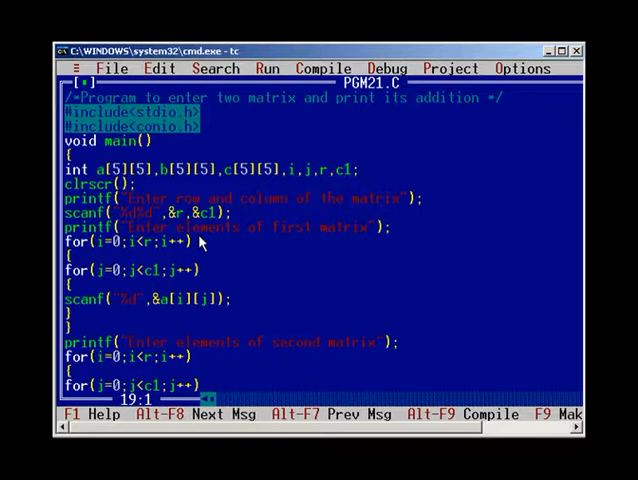 C:\WINDOWS\system32\cmd.exe - tc
≡ File Edit Search Run Compile Debug Project Options
[■] PGM21.C
/*Program to enter two matrix and print its addition */
#include<stdio.h>
#include<conio.h>
void main()
{
int a[5][5],b[5][5],c[5][5],i,j,r,c1;
clrscr();
printf("Enter row and column of the matrix");
scanf("%d%d",&r,&c1);
printf("Enter elements of first matrix");
for(i=0;i<r;i++)
{
for(j=0;j<c1;j++)
{
scanf("%d",&a[i][j]);
}
}
printf("Enter elements of second matrix");
for(i=0;i<r;i++)
{
for(j=0;j<c1;j++)
19:1
F1 Help Alt-F8 Next Msg Alt-F7 Prev Msg Alt-F9 Compile F9 Mak